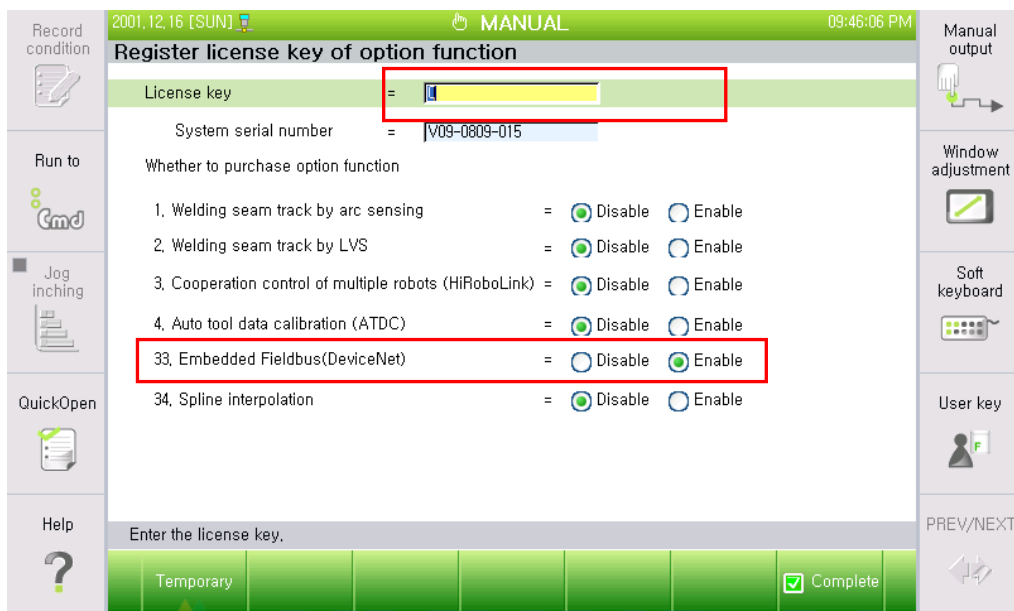 Record condition
2001, 12, 16 [SUN]
MANUAL
09:46:06 PM
Manual output
Register license key of option function
License key =
System serial number = V09-0809-015
Whether to purchase option function
1, Welding seam track by arc sensing = Disable Enable
2, Welding seam track by LVS = Disable Enable
3, Cooperation control of multiple robots (HiRoboLink) = Disable Enable
4, Auto tool data calibration (ATDC) = Disable Enable
33, Embedded Fieldbus(DeviceNet) = Disable Enable
34, Spline interpolation = Disable Enable
Enter the license key,
Temporary
Complete
Run to
Cmd
Jog inching
QuickOpen
Help
?
Window adjustment
Soft keyboard
User key
F
PREV/NEXT